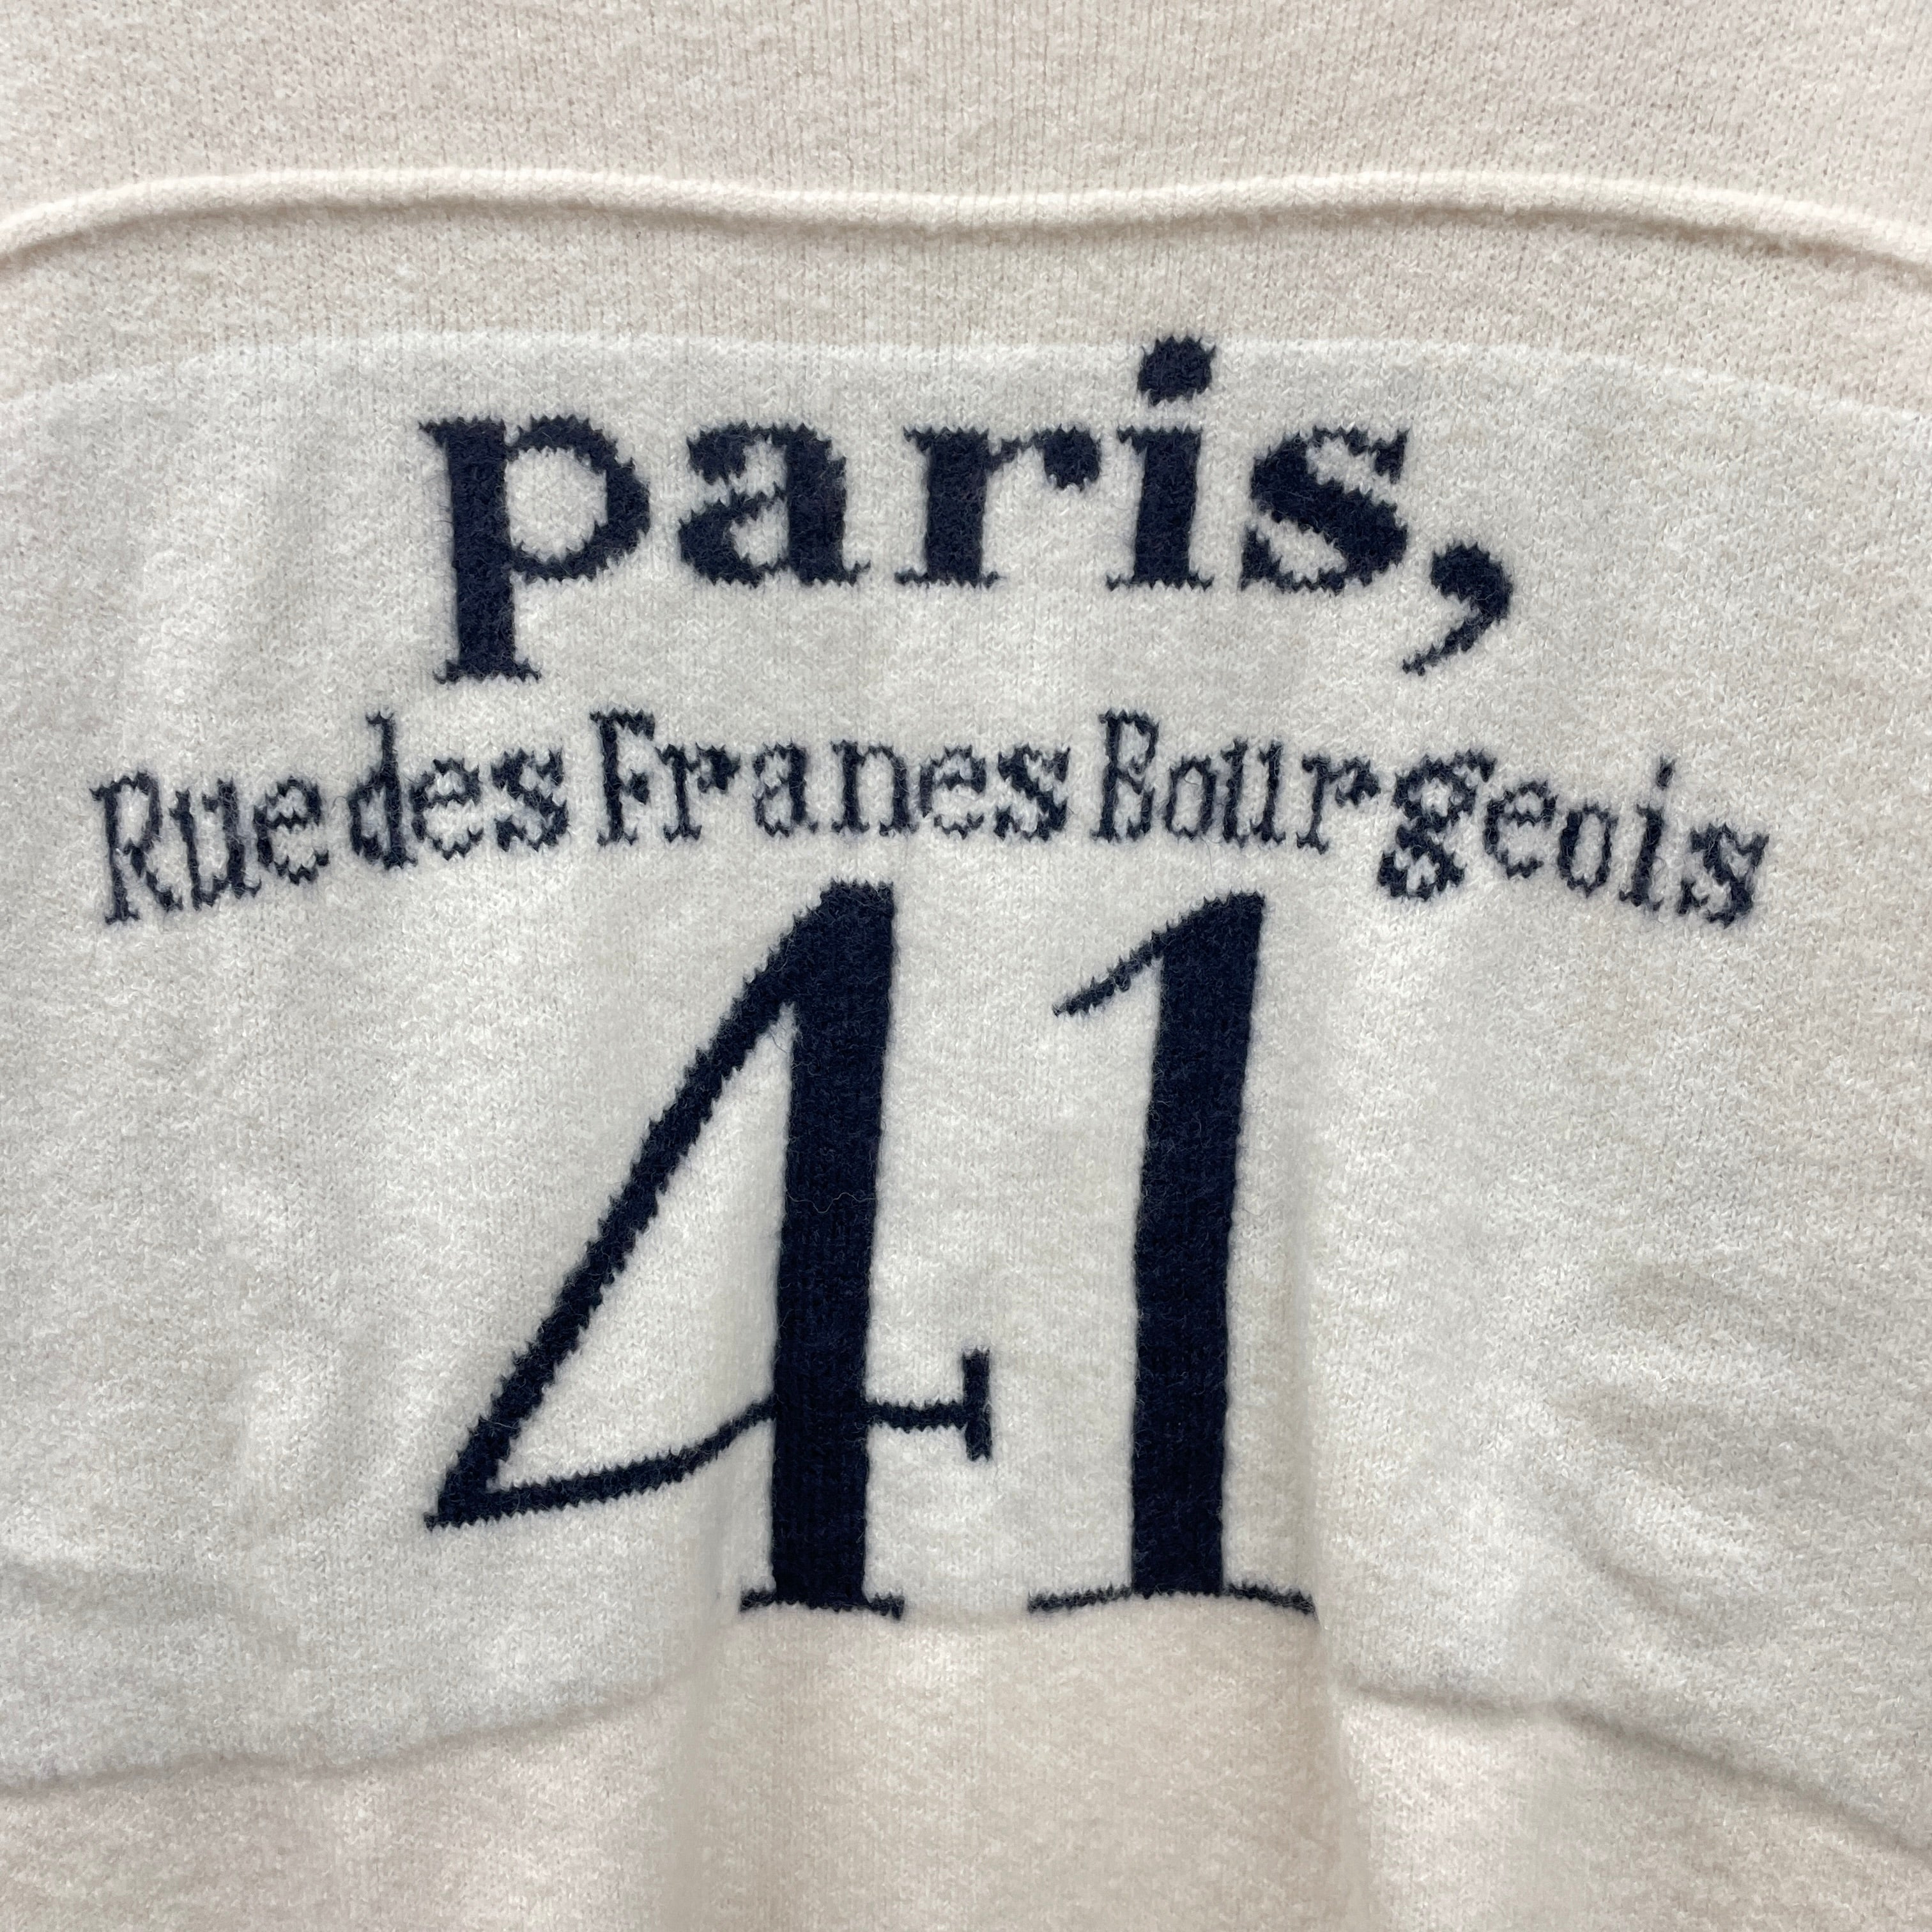 paris,
Rue des Franes Bourgeois
41